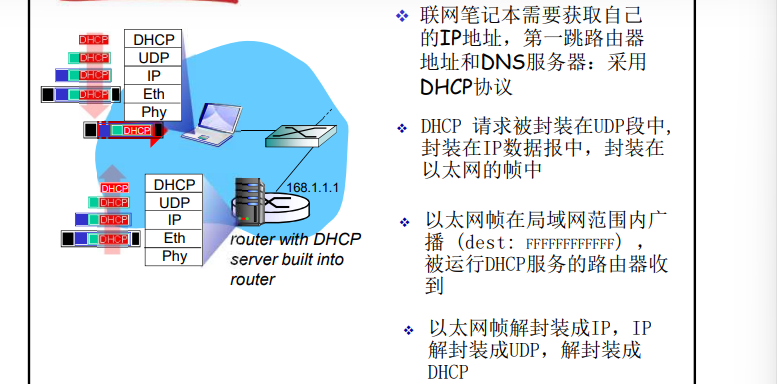 DHCP
DHCP
DHCP
DHCP
DHCP
UDP
IP
Eth
Phy
DHCP
DHCP
DHCP
DHCP
DHCP
DHCP
UDP
IP
Eth
Phy
168.1.1.1
router with DHCP
server built into
router
❖ 联网笔记本需要获取自己
的IP地址，第一跳路由器
地址和DNS服务器：采用
DHCP协议
❖ DHCP 请求被封装在UDP段中,
封装在IP数据报中，封装在
以太网的帧中
❖ 以太网帧在局域网范围内广
播 (dest: FFFFFFFFFFFF) ，
被运行DHCP服务的路由器收
到
❖ 以太网帧解封装成IP，IP
解封装成UDP，解封装成
DHCP